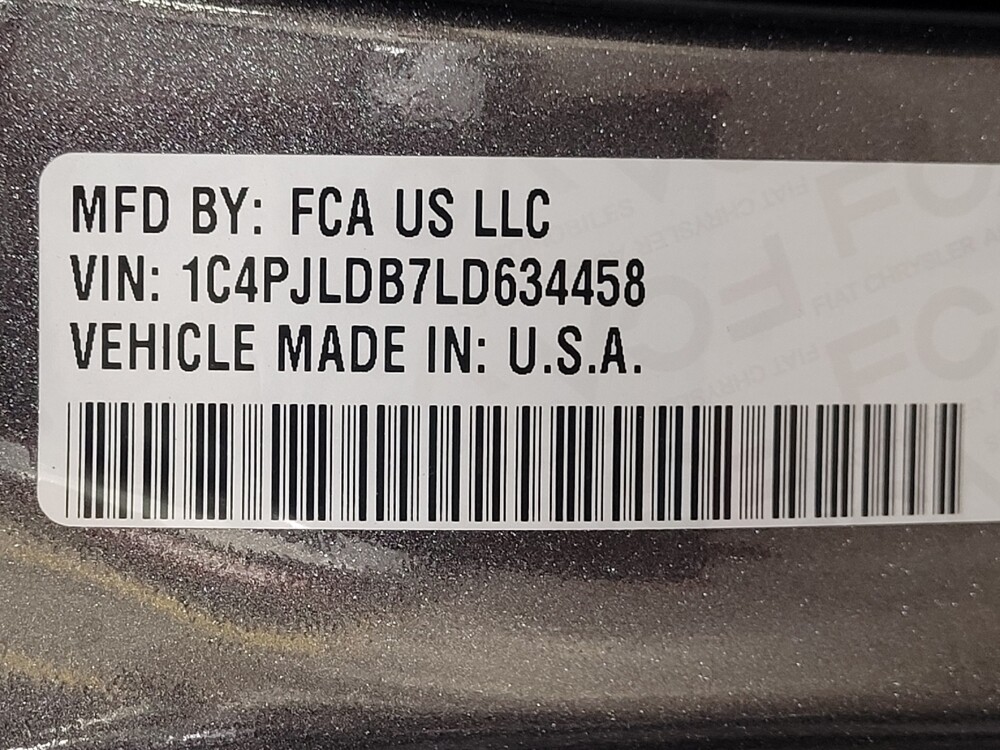 MFD BY: FCA US LLC
VIN: 1C4PJLDB7LD634458
VEHICLE MADE IN: U.S.A.